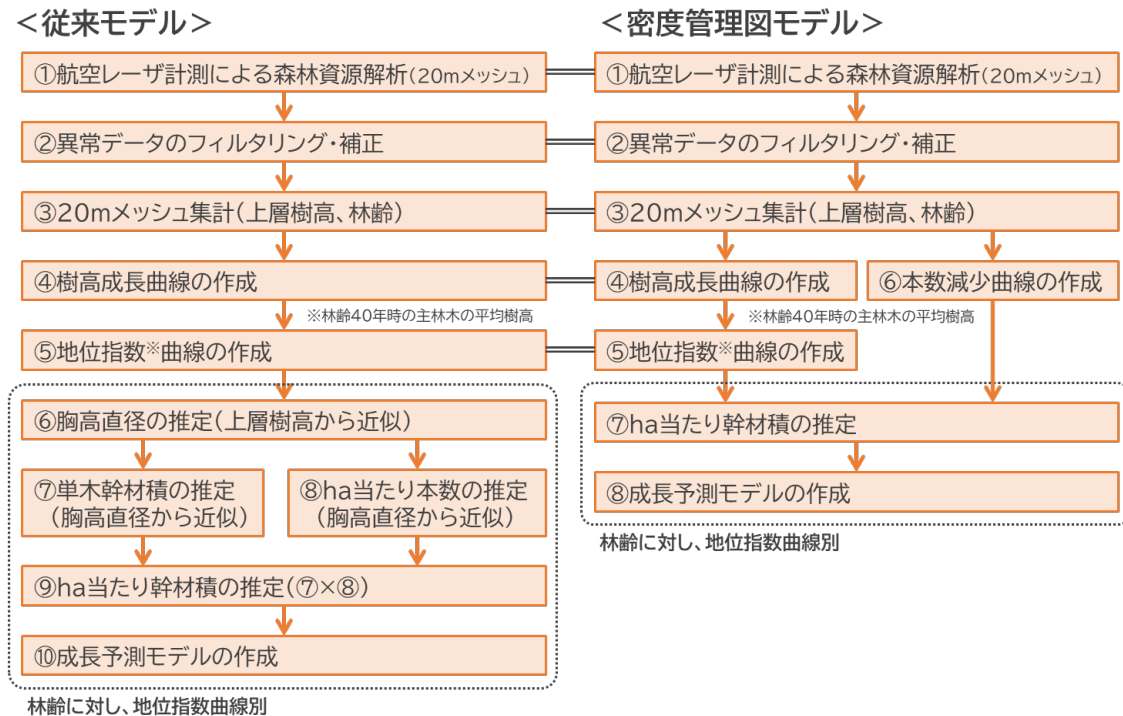 ＜従来モデル＞
①航空レーザ計測による森林資源解析(20mメッシュ)
②異常データのフィルタリング・補正
③20mメッシュ集計(上層樹高、林齢)
④樹高成長曲線の作成
※林齢40年時の主林木の平均樹高
⑤地位指数※曲線の作成
⑥胸高直径の推定(上層樹高から近似)
⑦単木幹材積の推定
(胸高直径から近似)
⑧ha当たり本数の推定
(胸高直径から近似)
⑨ha当たり幹材積の推定(⑦×⑧)
⑩成長予測モデルの作成
林齢に対し、地位指数曲線別
＜密度管理図モデル＞
①航空レーザ計測による森林資源解析(20mメッシュ)
②異常データのフィルタリング・補正
③20mメッシュ集計(上層樹高、林齢)
④樹高成長曲線の作成
⑥本数減少曲線の作成
※林齢40年時の主林木の平均樹高
⑤地位指数※曲線の作成
⑦ha当たり幹材積の推定
⑧成長予測モデルの作成
林齢に対し、地位指数曲線別